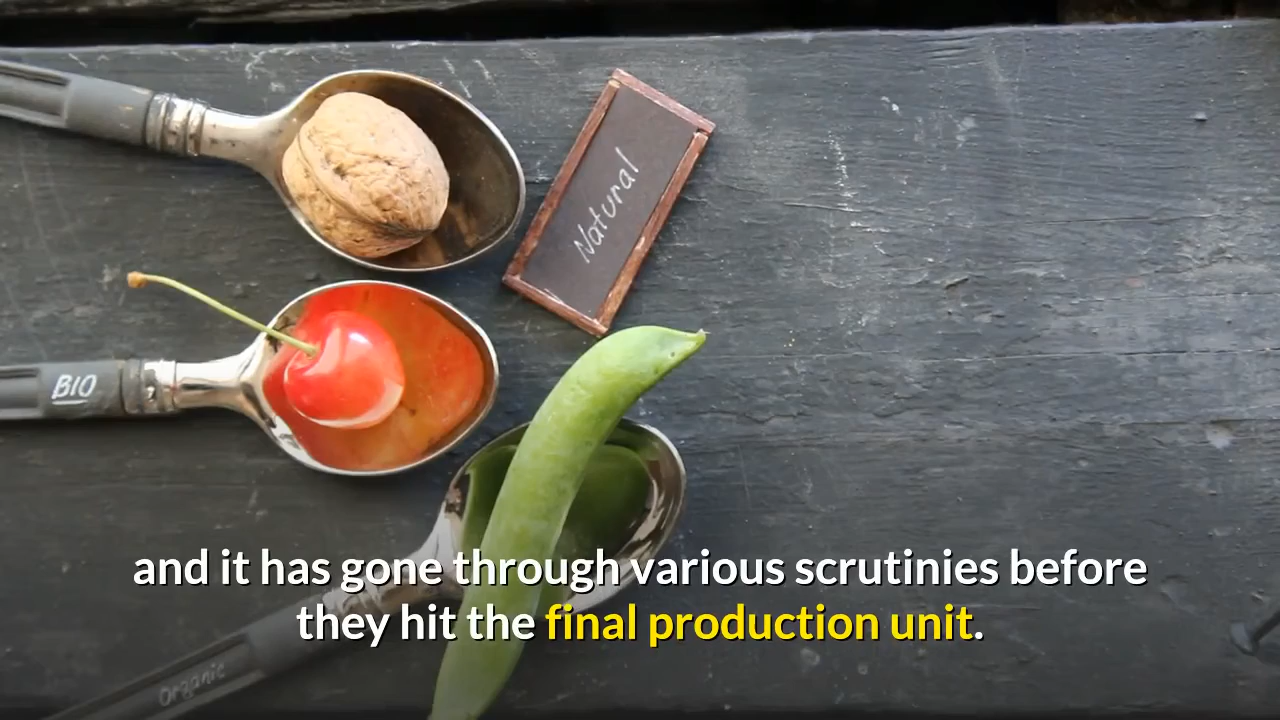 Natural
BIO
and it has gone through various scrutinies before
they hit the final production unit.
Organic